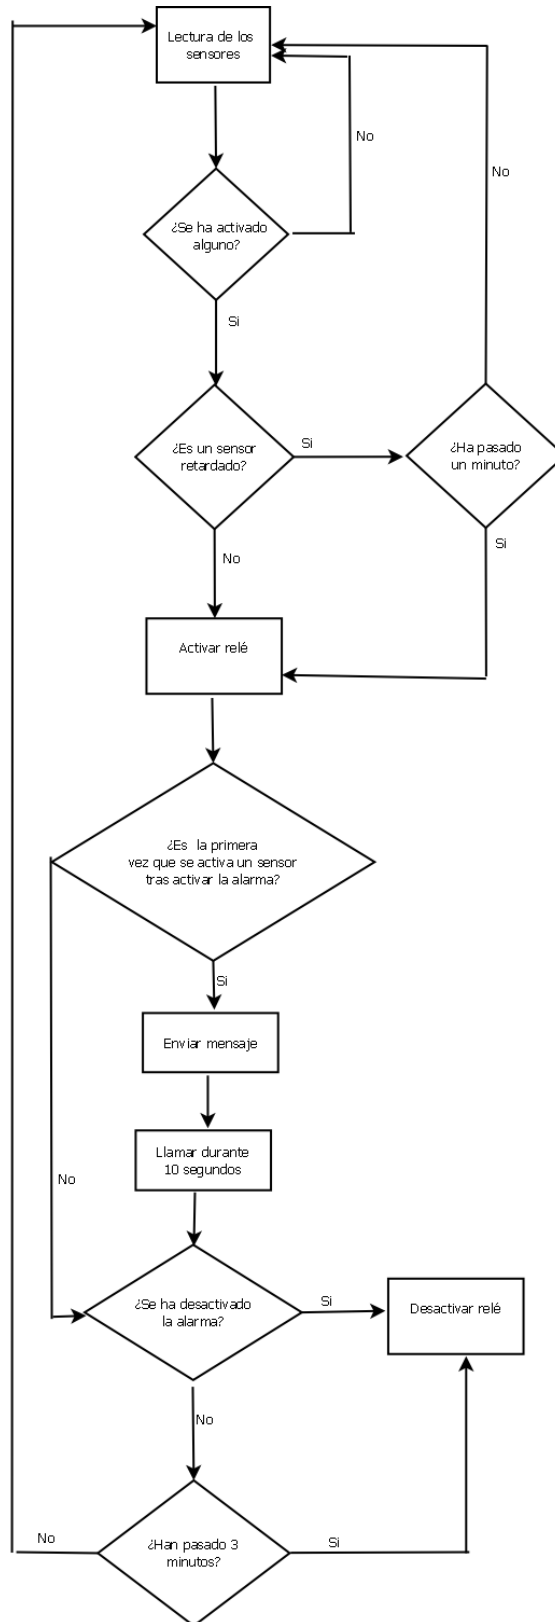 Lectura de los
sensores
No
No
¿Se ha activado
alguno?
Si
¿Es un sensor
retardado?
Si
¿Ha pasado
un minuto?
No
Si
Activar relé
¿Es  la primera
vez que se activa un sensor
tras activar la alarma?
Si
Enviar mensaje
Llamar durante
10 segundos
No
¿Se ha desactivado
la alarma?
Si
Desactivar relé
No
No
¿Han pasado 3
minutos?
Si